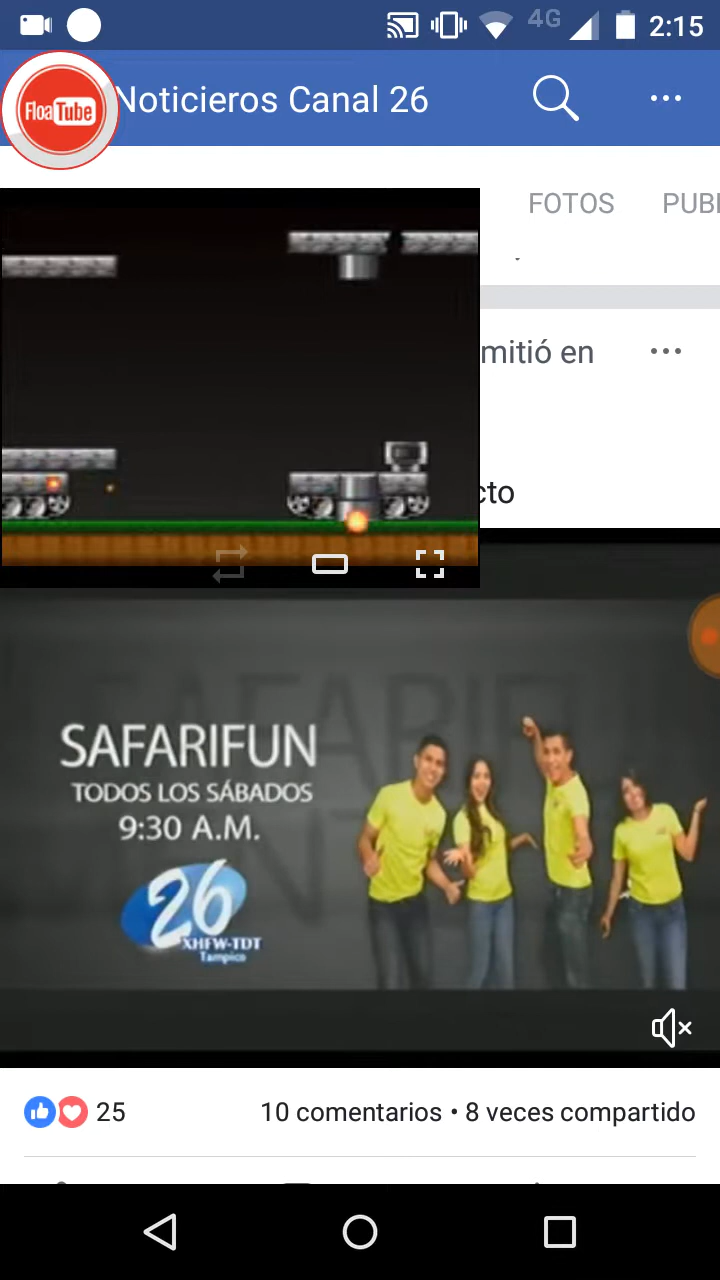 4G 2:15
FloaTube
Noticieros Canal 26
FOTOS PUBI
mitió en
cto
SAFARIFUN
TODOS LOS SÁBADOS
9:30 A.M.
26
XHFW-TDT
Tampico
25 10 comentarios • 8 veces compartido